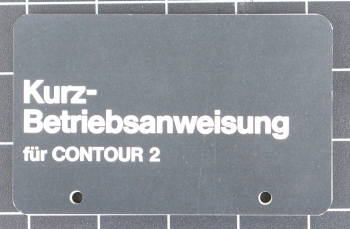 Kurz-
Betriebsanweisung
für CONTOUR 2